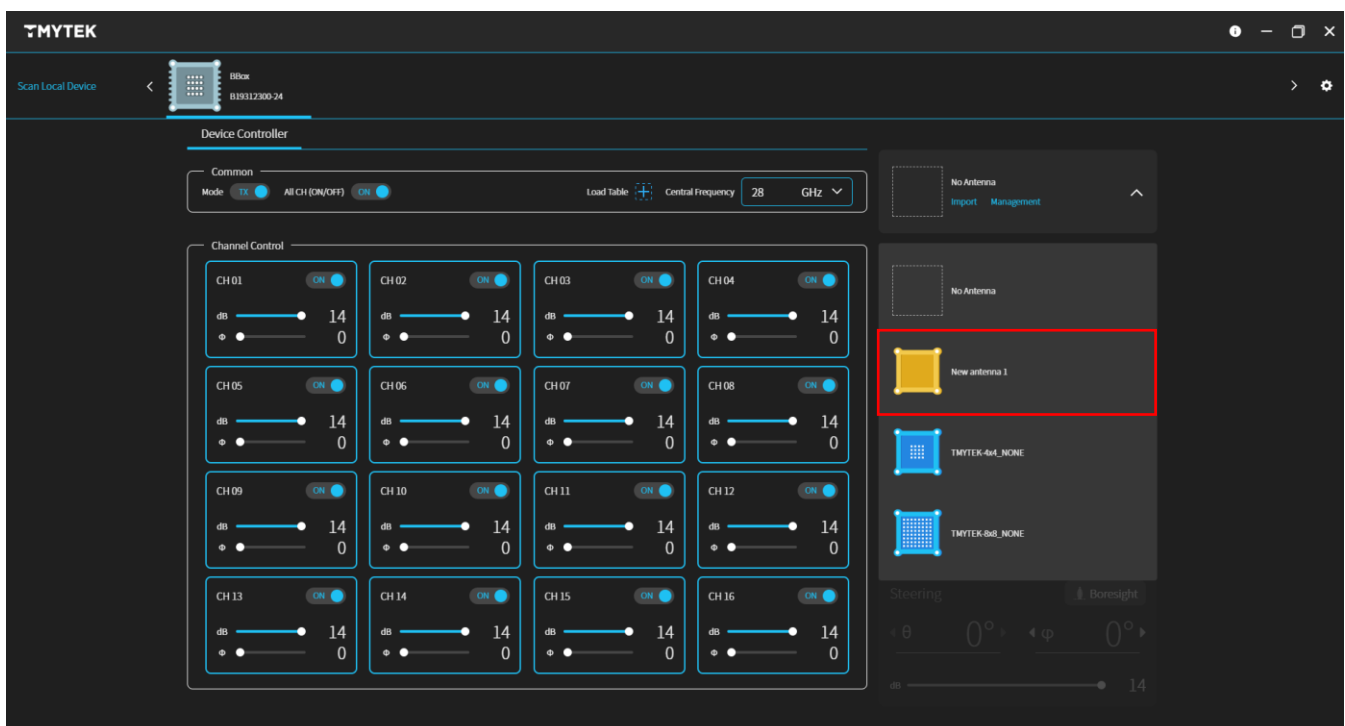 TMYTEK
Scan Local Device
BBox
B19312300-24
Device Controller
Common
Mode TX All CH (ON/OFF) ON Load Table Central Frequency 28 GHz
No Antenna
Import Management
Channel Control
CH 01 ON CH 02 ON CH 03 ON CH 04 ON
dB 14 dB 14 dB 14 dB 14
Φ 0 Φ 0 Φ 0 Φ 0
CH 05 ON CH 06 ON CH 07 ON CH 08 ON
dB 14 dB 14 dB 14 dB 14
Φ 0 Φ 0 Φ 0 Φ 0
CH 09 ON CH 10 ON CH 11 ON CH 12 ON
dB 14 dB 14 dB 14 dB 14
Φ 0 Φ 0 Φ 0 Φ 0
CH 13 ON CH 14 ON CH 15 ON CH 16 ON
dB 14 dB 14 dB 14 dB 14
Φ 0 Φ 0 Φ 0 Φ 0
No Antenna
New antenna 1
TMYTEK-4x4_NONE
TMYTEK-8x8_NONE
Steering Boresight
θ 0° φ 0°
dB 14